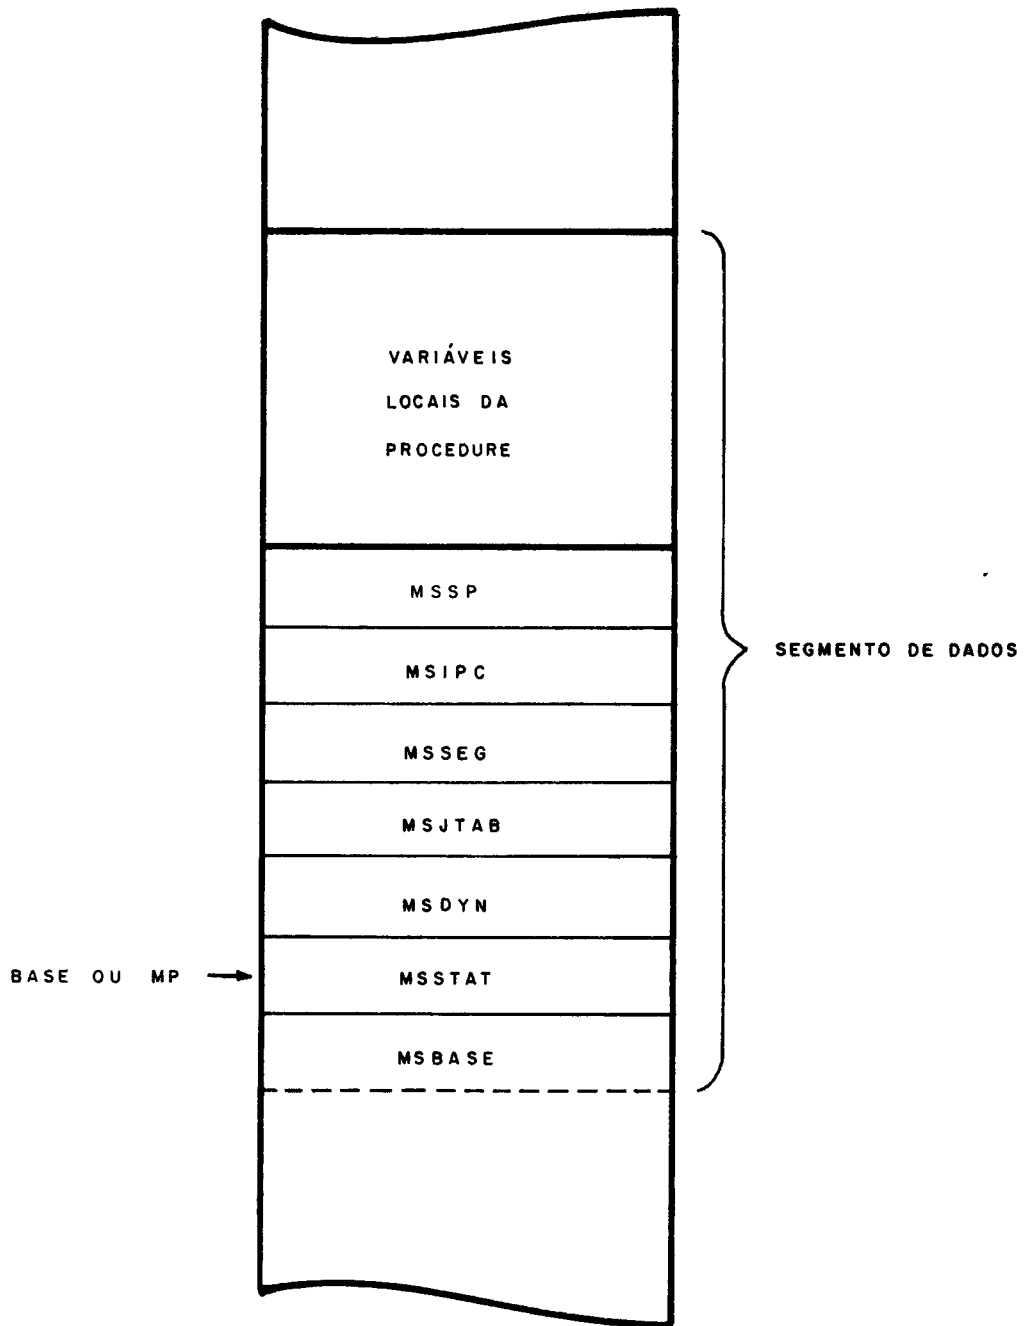 VARIÁVEIS
LOCAIS DA
PROCEDURE
MSSP
MSIPC
MSSEG
SEGMENTO DE DADOS
MSJTAB
MSDYN
BASE OU MP
MSSTAT
MSBASE